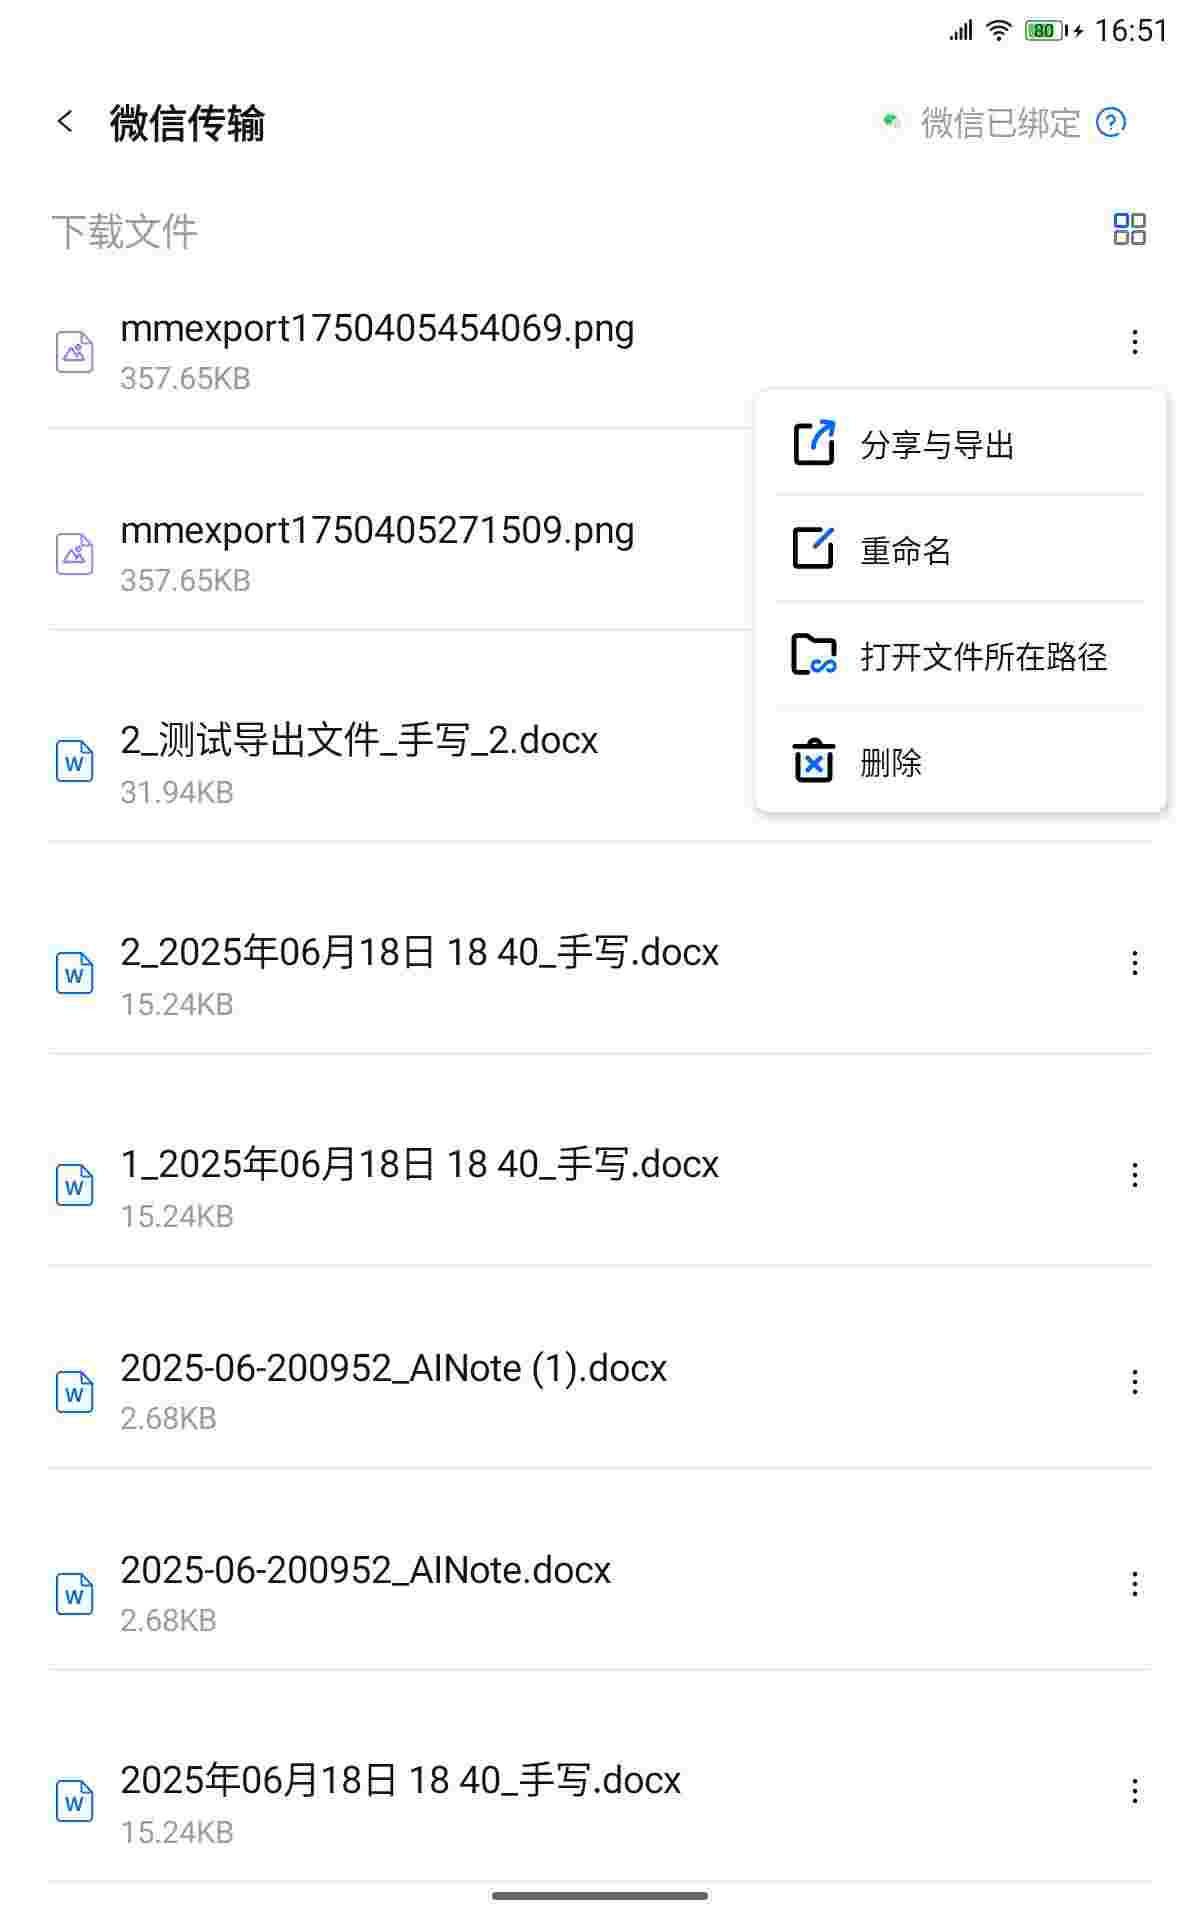 80 16:51
微信传输 微信已绑定
下载文件
mmexport1750405454069.png
357.65KB
分享与导出
mmexport1750405271509.png
重命名
357.65KB
打开文件所在路径
2_测试导出文件_手写_2.docx
删除
31.94KB
2_2025年06月18日 18 40_手写.docx
15.24KB
1_2025年06月18日 18 40_手写.docx
15.24KB
2025-06-200952_AINote (1).docx
2.68KB
2025-06-200952_AINote.docx
2.68KB
2025年06月18日 18 40_手写.docx
15.24KB